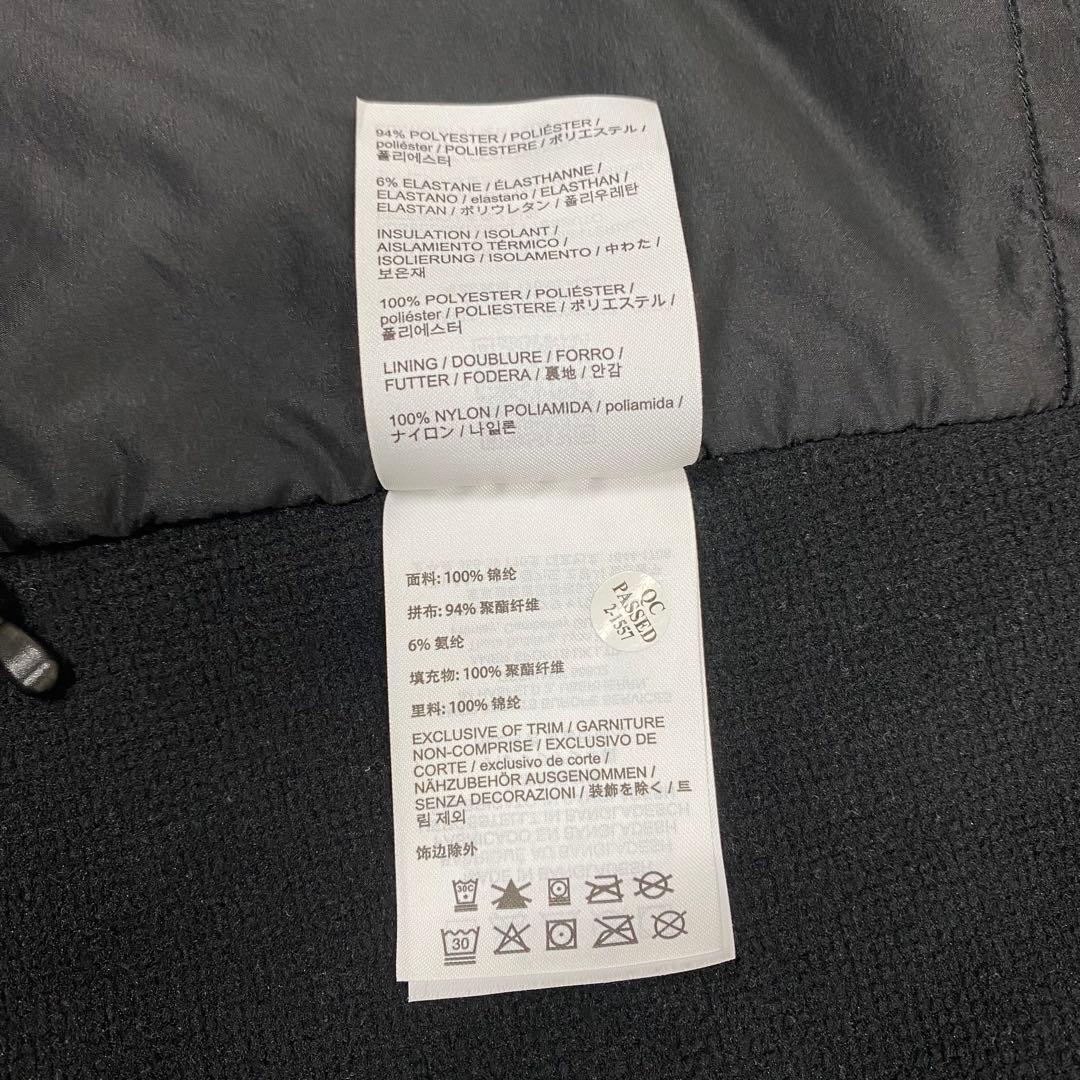 94% POLYESTER / POLIÉSTER /
poliéster / POLIESTERE / ポリエステル /
폴리에스터
6% ELASTANE / ÉLASTHANNE /
ELASTANO / elastano / ELASTHAN /
ELASTAN / ポリウレタン / 폴리우레탄
INSULATION / ISOLANT /
AISLAMIENTO TÉRMICO /
ISOLIERUNG / ISOLAMENTO / 中わた /
보온재
100% POLYESTER / POLIÉSTER /
poliéster / POLIESTERE / ポリエステル /
폴리에스터
LINING / DOUBLURE / FORRO /
FUTTER / FODERA / 裏地 / 안감
100% NYLON / POLIAMIDA / poliamida /
ナイロン / 나일론
面料: 100% 锦纶
拼布: 94% 聚酯纤维
6% 氨纶
填充物: 100% 聚酯纤维
里料: 100% 锦纶
QC
PASSED
2-1557
EXCLUSIVE OF TRIM / GARNITURE
NON-COMPRISE / EXCLUSIVO DE
CORTE / exclusivo de corte /
NÄHZUBEHÖR AUSGENOMMEN /
SENZA DECORAZIONI / 装飾を除く / 트
림 제외
饰边除外
30C
30
MADE IN BANGLADESH